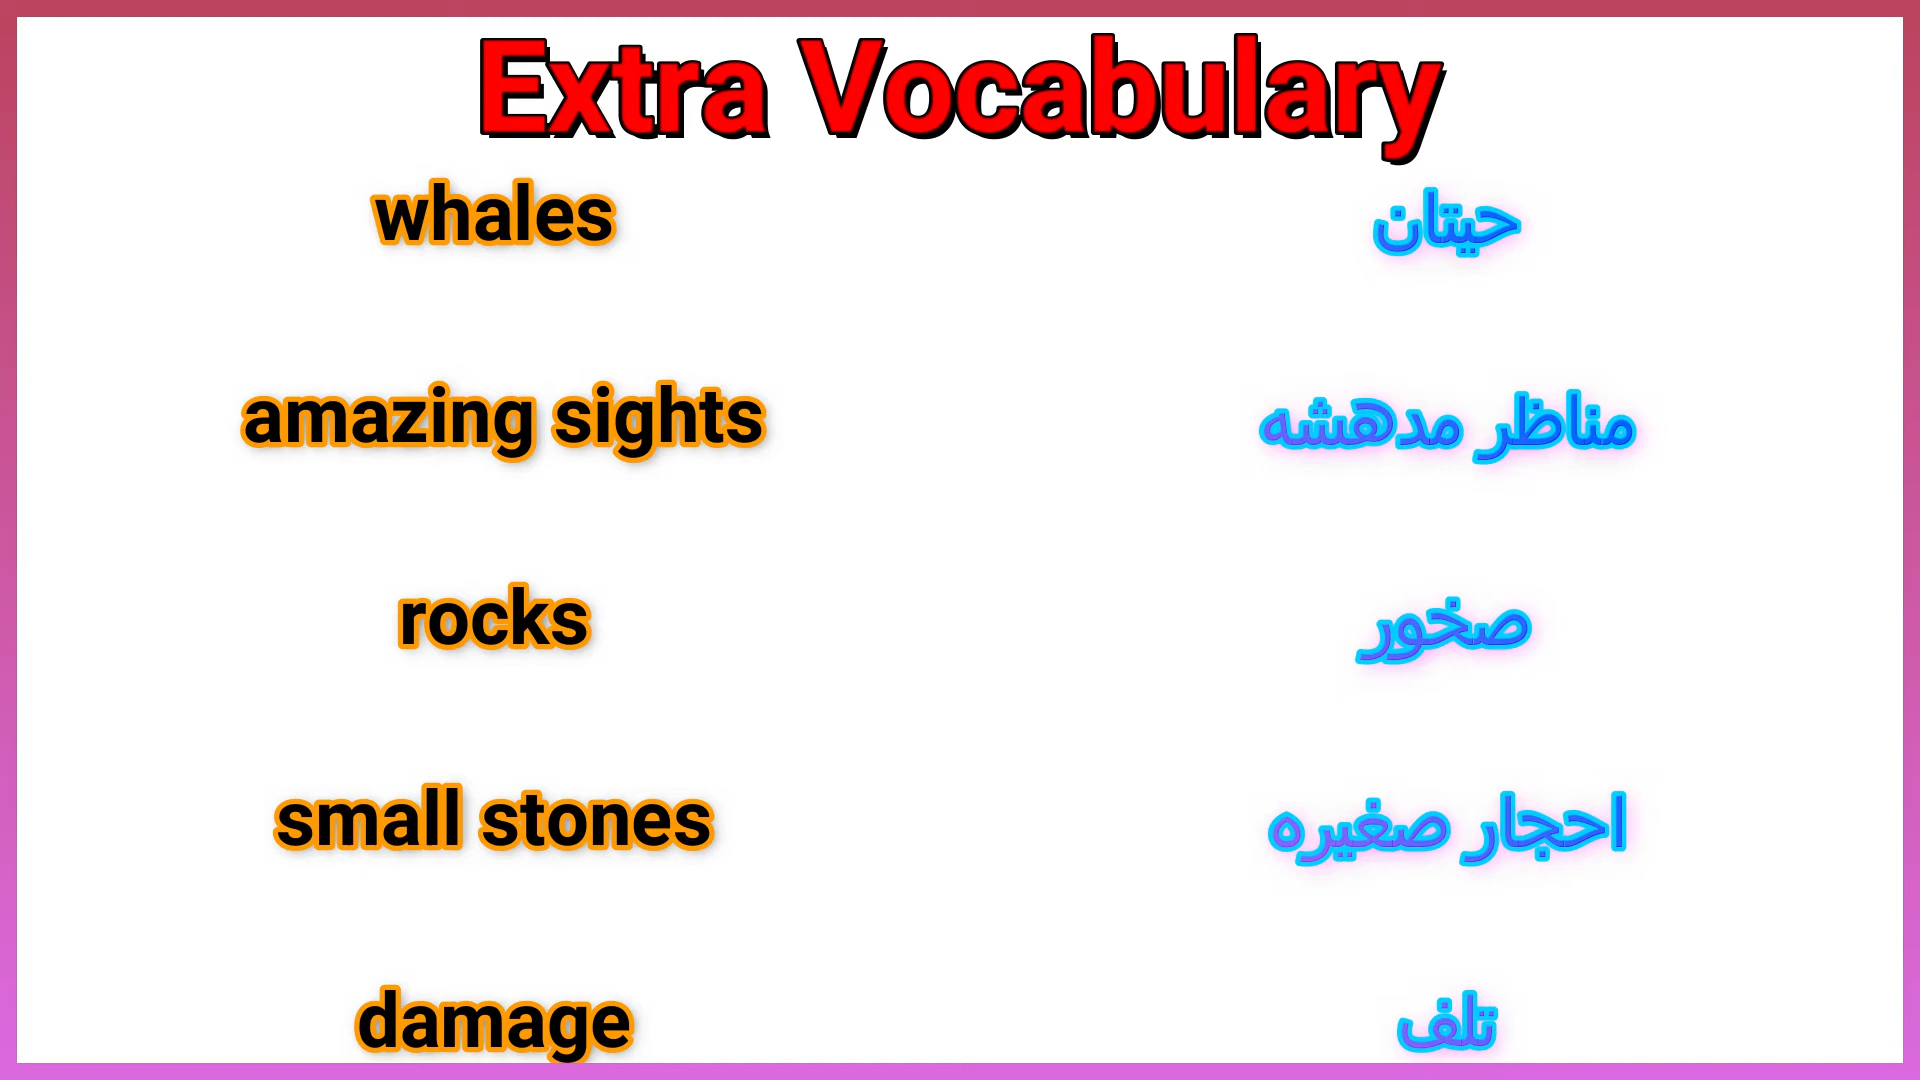 Extra Vocabulary
whales حيتان
amazing sights مناظر مدهشه
rocks صخور
small stones احجار صغيره
damage تلف